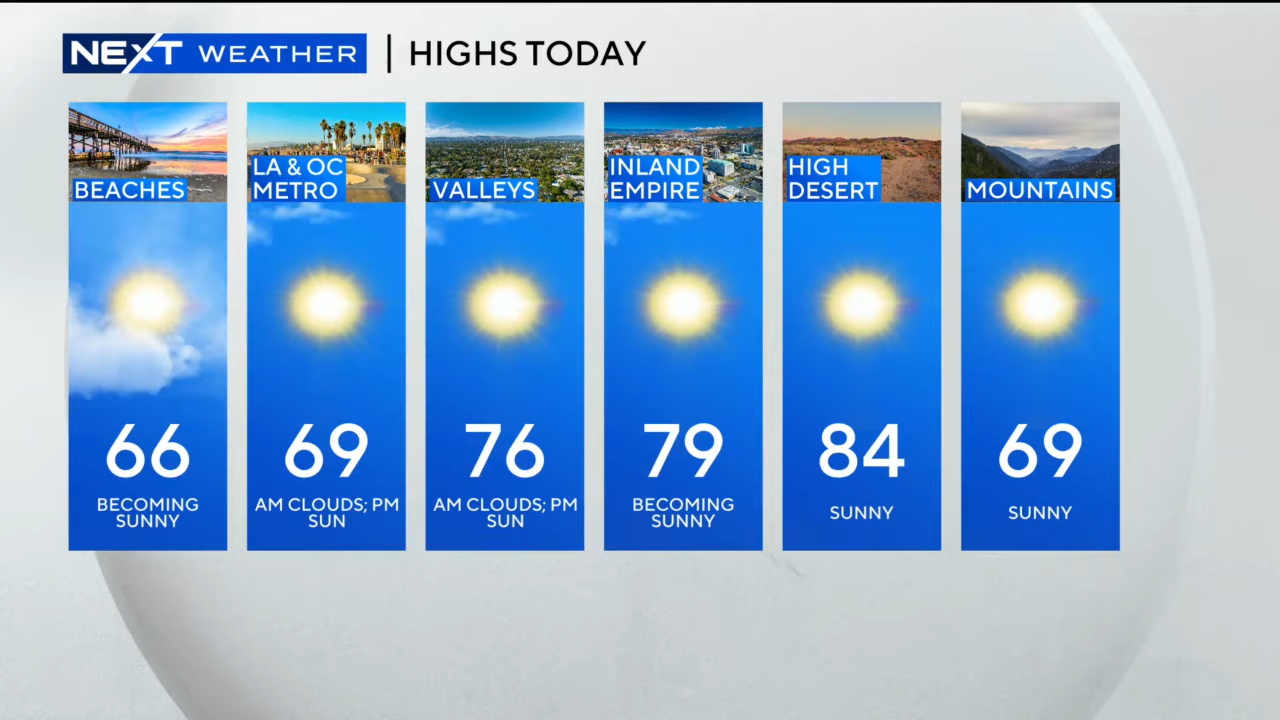 NEXT WEATHER | HIGHS TODAY
BEACHES
66
BECOMING
SUNNY
LA & OC
METRO
69
AM CLOUDS; PM
SUN
VALLEYS
76
AM CLOUDS; PM
SUN
INLAND
EMPIRE
79
BECOMING
SUNNY
HIGH
DESERT
84
SUNNY
MOUNTAINS
69
SUNNY